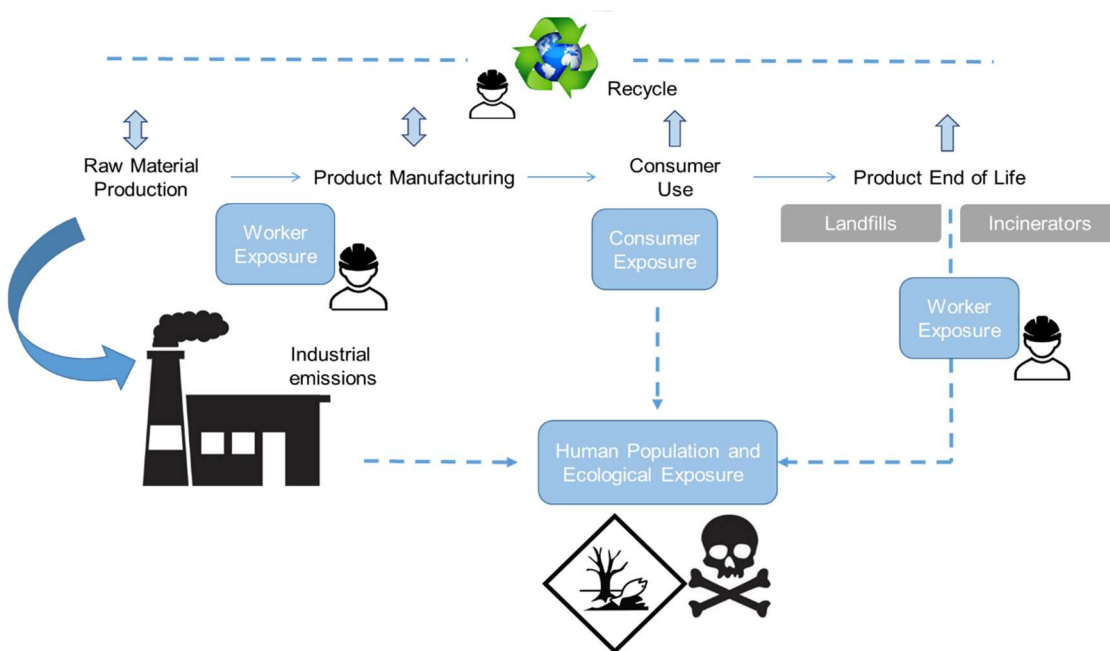 Recycle
Raw Material
Production
Product Manufacturing
Consumer
Use
Product End of Life
Landfills
Incinerators
Worker
Exposure
Consumer
Exposure
Worker
Exposure
Industrial
emissions
Human Population and
Ecological Exposure